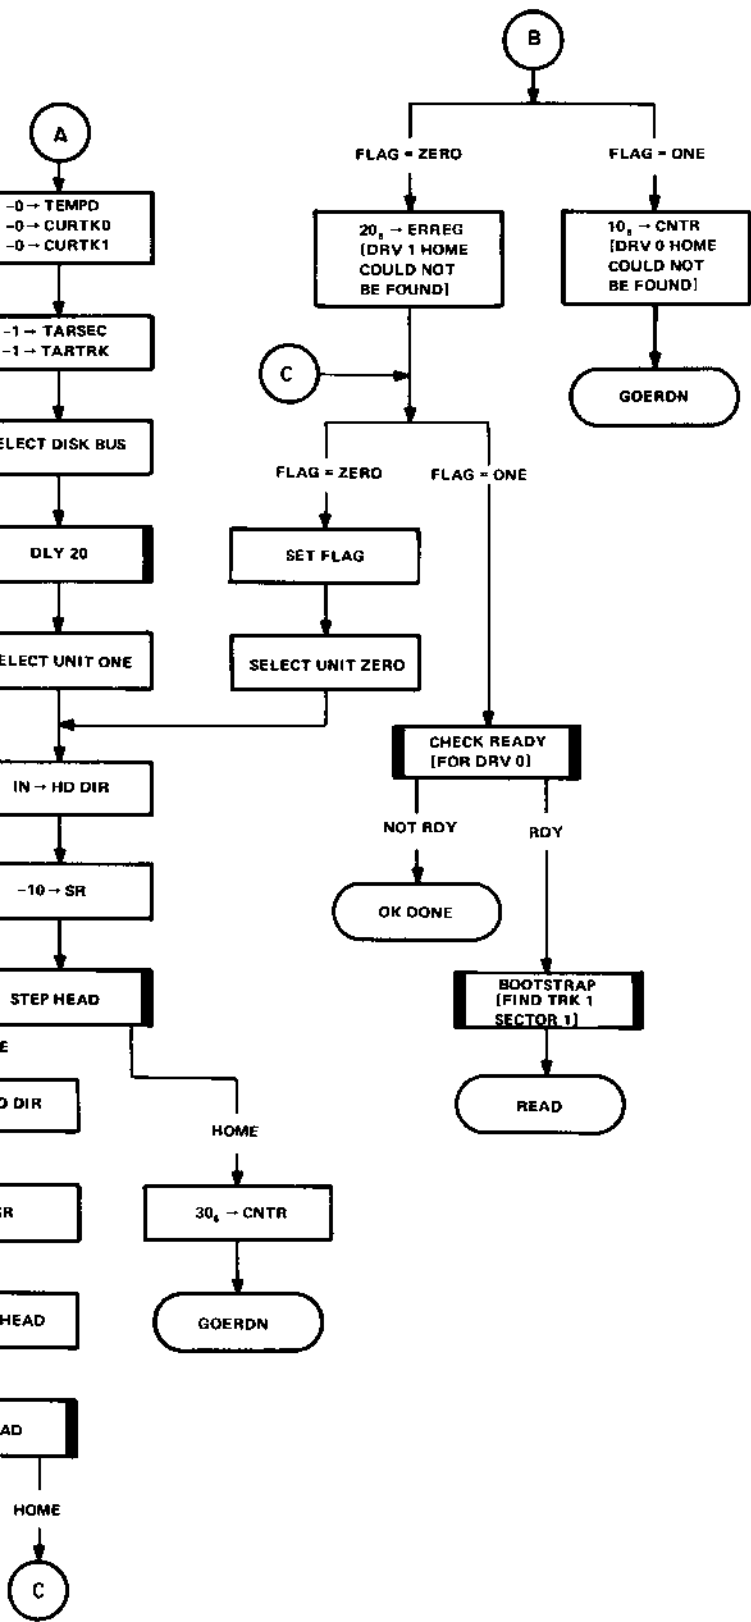 A
-0 → TEMPD
-0 → CURTK0
-0 → CURTK1
-1 → TARSEC
-1 → TARTRK
ELECT DISK BUS
DLY 20
ELECT UNIT ONE
IN → HD DIR
-10 → SR
STEP HEAD
E
D DIR
HOME
R
30₈ → CNTR
HEAD
GOERDN
AD
HOME
C
B
FLAG = ZERO
FLAG = ONE
20₈ → ERREG
[DRV 1 HOME
COULD NOT
BE FOUND]
10₈ → CNTR
[DRV 0 HOME
COULD NOT
BE FOUND]
C
GOERDN
FLAG = ZERO
FLAG = ONE
SET FLAG
SELECT UNIT ZERO
CHECK READY
[FOR DRV 0]
NOT RDY
RDY
OK DONE
BOOTSTRAP
[FIND TRK 1
SECTOR 1]
READ